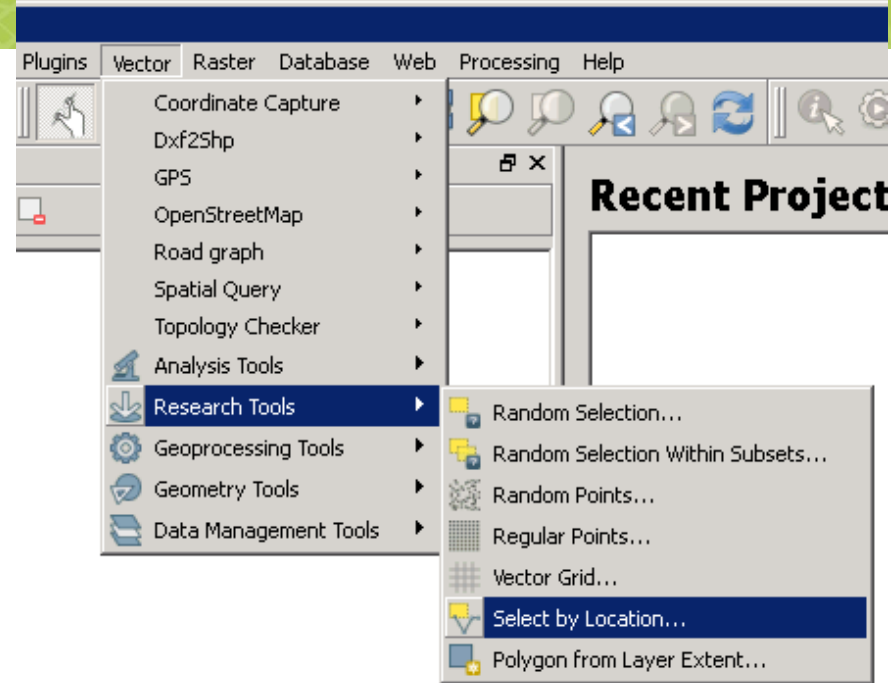 Plugins Vector Raster Database Web Processing Help
Coordinate Capture
Dxf2Shp
GPS
OpenStreetMap
Road graph
Spatial Query
Topology Checker
Analysis Tools
Research Tools
Geoprocessing Tools
Geometry Tools
Data Management Tools
Recent Project
Random Selection...
Random Selection Within Subsets...
Random Points...
Regular Points...
Vector Grid...
Select by Location...
Polygon from Layer Extent...